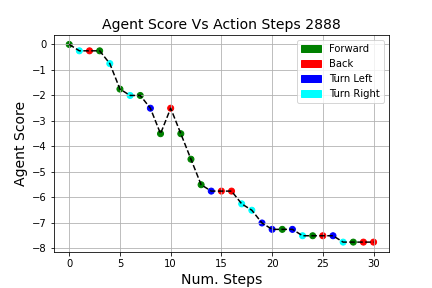 Agent Score Vs Action Steps 2888
Forward
Back
Turn Left
Turn Right
Agent Score
0
−1
−2
−3
−4
−5
−6
−7
−8
0 5 10 15 20 25 30
Num. Steps